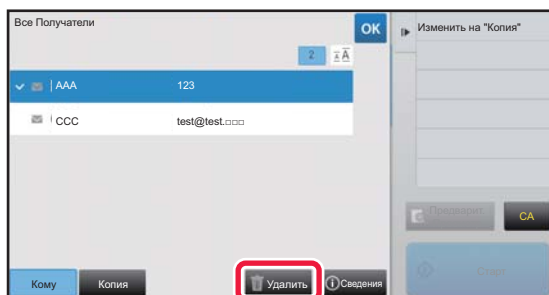 Все Получатели
OK
Изменить на "Копия"
2
AAA 123
CCC test@test.□□□
Предварит.
CA
Старт
Кому
Копия
Удалить
Сведения